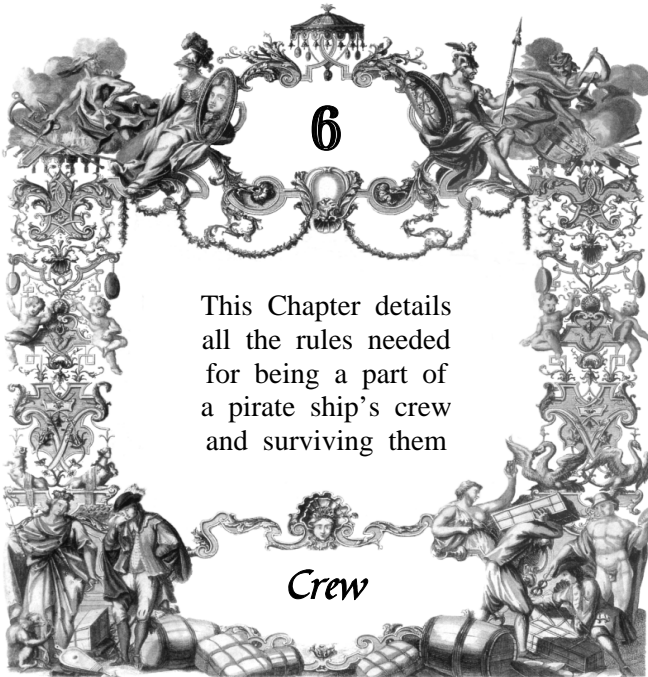 6
This Chapter details
all the rules needed
for being a part of
a pirate ship's crew
and surviving them
Crew